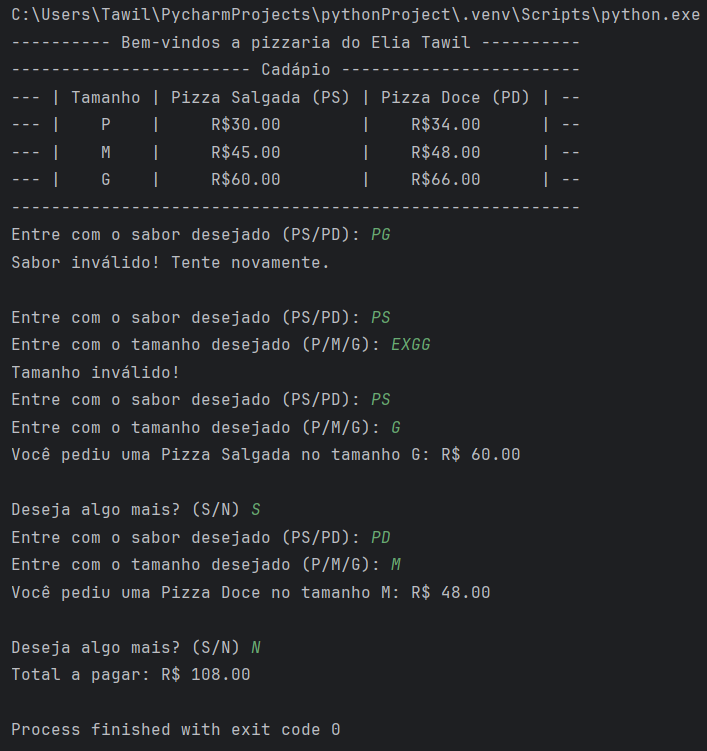 C:\Users\Tawil\PycharmProjects\pythonProject\.venv\Scripts\python.exe
---------- Bem-vindos a pizzaria do Elia Tawil ----------
------------------------ Cadápio ------------------------
--- | Tamanho | Pizza Salgada (PS) | Pizza Doce (PD) | --
--- |    P    |     R$30.00        |    R$34.00      | --
--- |    M    |     R$45.00        |    R$48.00      | --
--- |    G    |     R$60.00        |    R$66.00      | --
---------------------------------------------------------
Entre com o sabor desejado (PS/PD): PG
Sabor inválido! Tente novamente.
Entre com o sabor desejado (PS/PD): PS
Entre com o tamanho desejado (P/M/G): EXGG
Tamanho inválido!
Entre com o sabor desejado (PS/PD): PS
Entre com o tamanho desejado (P/M/G): G
Você pediu uma Pizza Salgada no tamanho G: R$ 60.00
Deseja algo mais? (S/N) S
Entre com o sabor desejado (PS/PD): PD
Entre com o tamanho desejado (P/M/G): M
Você pediu uma Pizza Doce no tamanho M: R$ 48.00
Deseja algo mais? (S/N) N
Total a pagar: R$ 108.00
Process finished with exit code 0